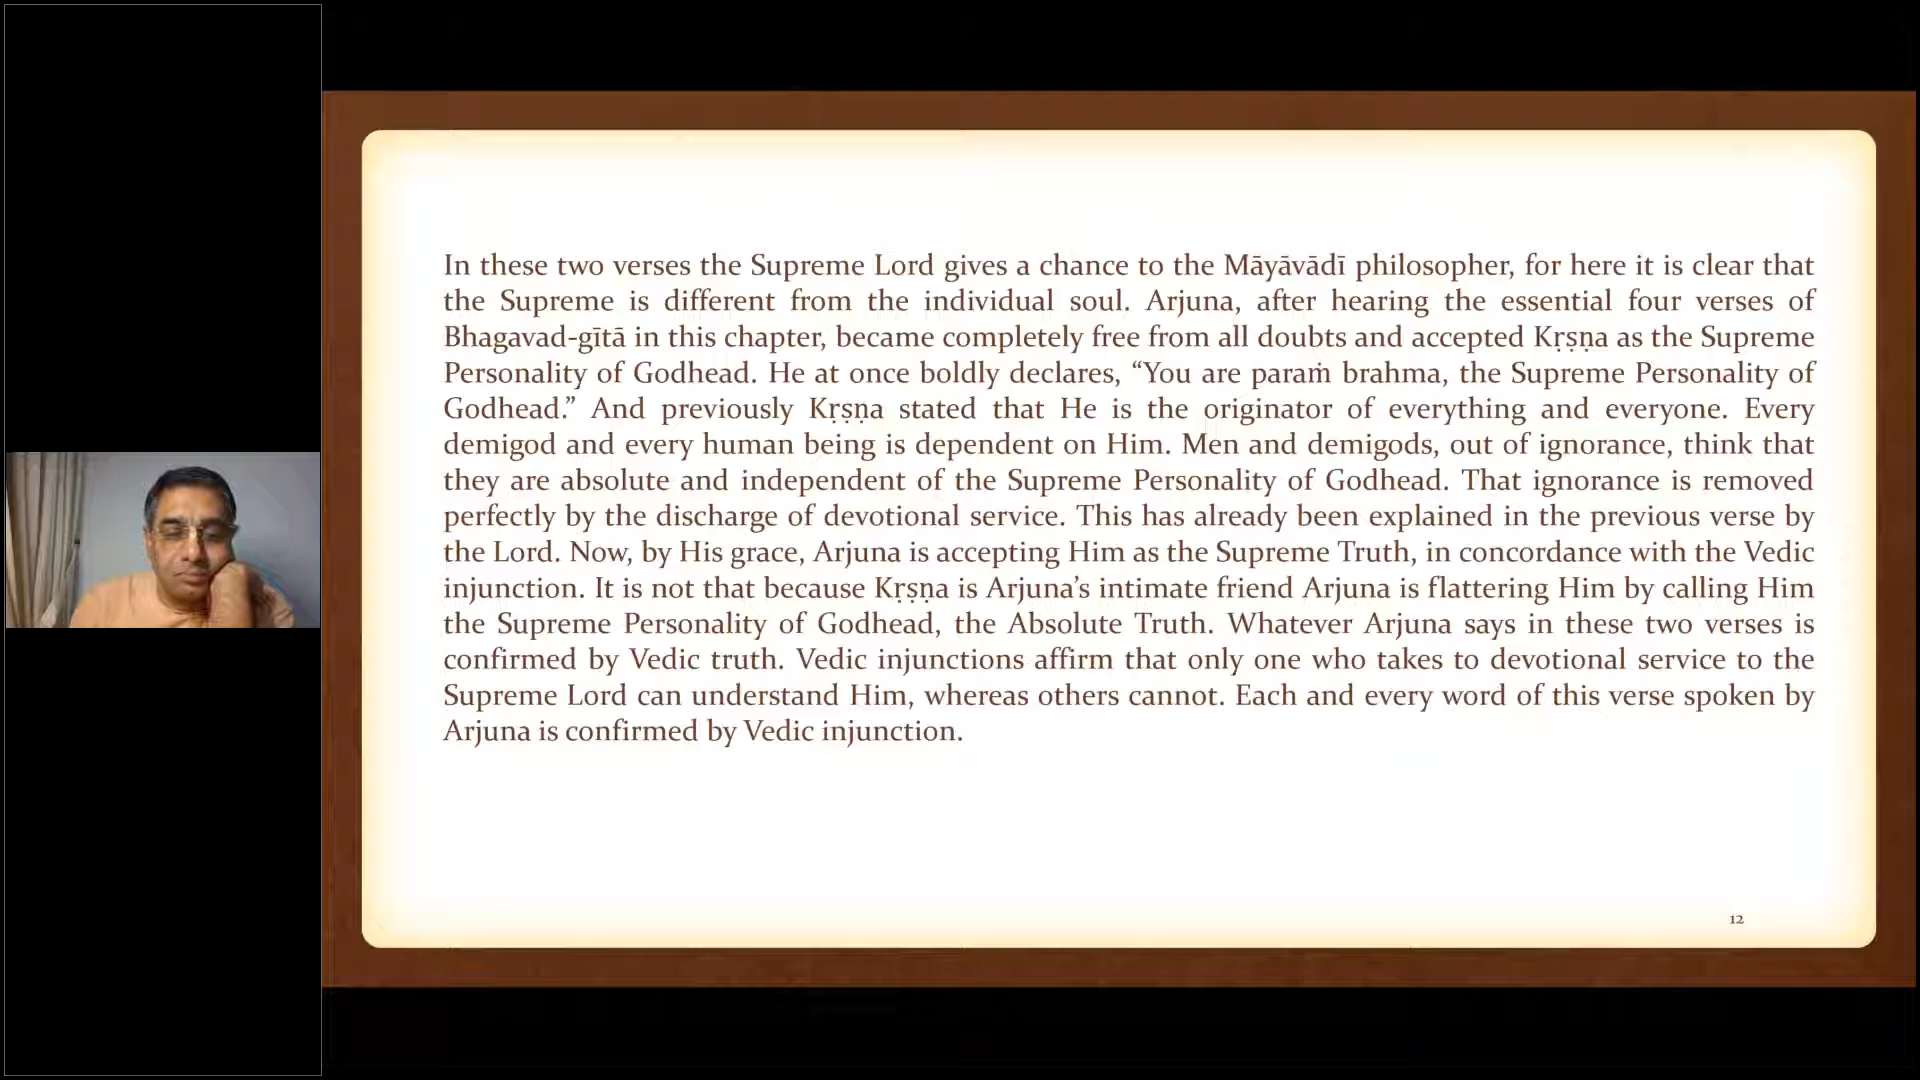 In these two verses the Supreme Lord gives a chance to the Māyāvādī philosopher, for here it is clear that
the Supreme is different from the individual soul. Arjuna, after hearing the essential four verses of
Bhagavad-gītā in this chapter, became completely free from all doubts and accepted Kṛṣṇa as the Supreme
Personality of Godhead. He at once boldly declares, “You are paraṁ brahma, the Supreme Personality of
Godhead.” And previously Kṛṣṇa stated that He is the originator of everything and everyone. Every
demigod and every human being is dependent on Him. Men and demigods, out of ignorance, think that
they are absolute and independent of the Supreme Personality of Godhead. That ignorance is removed
perfectly by the discharge of devotional service. This has already been explained in the previous verse by
the Lord. Now, by His grace, Arjuna is accepting Him as the Supreme Truth, in concordance with the Vedic
injunction. It is not that because Kṛṣṇa is Arjuna’s intimate friend Arjuna is flattering Him by calling Him
the Supreme Personality of Godhead, the Absolute Truth. Whatever Arjuna says in these two verses is
confirmed by Vedic truth. Vedic injunctions affirm that only one who takes to devotional service to the
Supreme Lord can understand Him, whereas others cannot. Each and every word of this verse spoken by
Arjuna is confirmed by Vedic injunction.
12